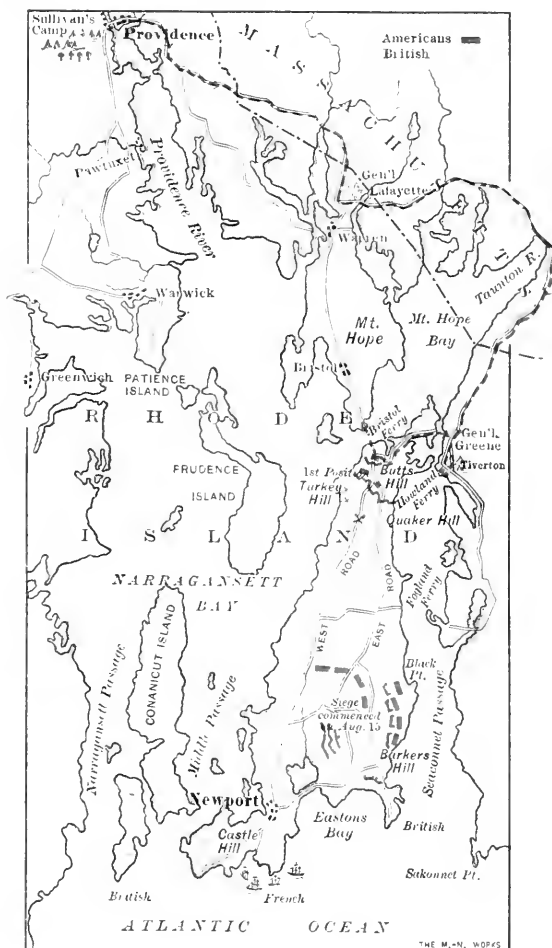 Sullivan's
Camp
Providence
Americans
British
MASSACHU
Pawtuxet
Providence River
Gen'l
Lafayette
Warren
Taunton R.
Warwick
Mt.
Hope
Mt. Hope
Bay
Greenwich
PATIENCE
ISLAND
Bristol
RHODE
Bristol Ferry
Gen'l
Greene
Tiverton
PRUDENCE
ISLAND
1st Posit
Turkey
Hill
Butts
Hill
Howland
Ferry
Quaker Hill
ISLAND
ROAD
ROAD
WEST
EAST
Fogland
Ferry
NARRAGANSETT
BAY
CONANICUT ISLAND
Narragansett Passage
Middle Passage
Black
Pt.
Siege
commenced
Aug. 15
Barkers
Hill
Seaconnet Passage
Newport
Castle
Hill
Eastons
Bay
British
Sakonnet Pt.
British
French
ATLANTIC OCEAN
THE M.-N. WORKS